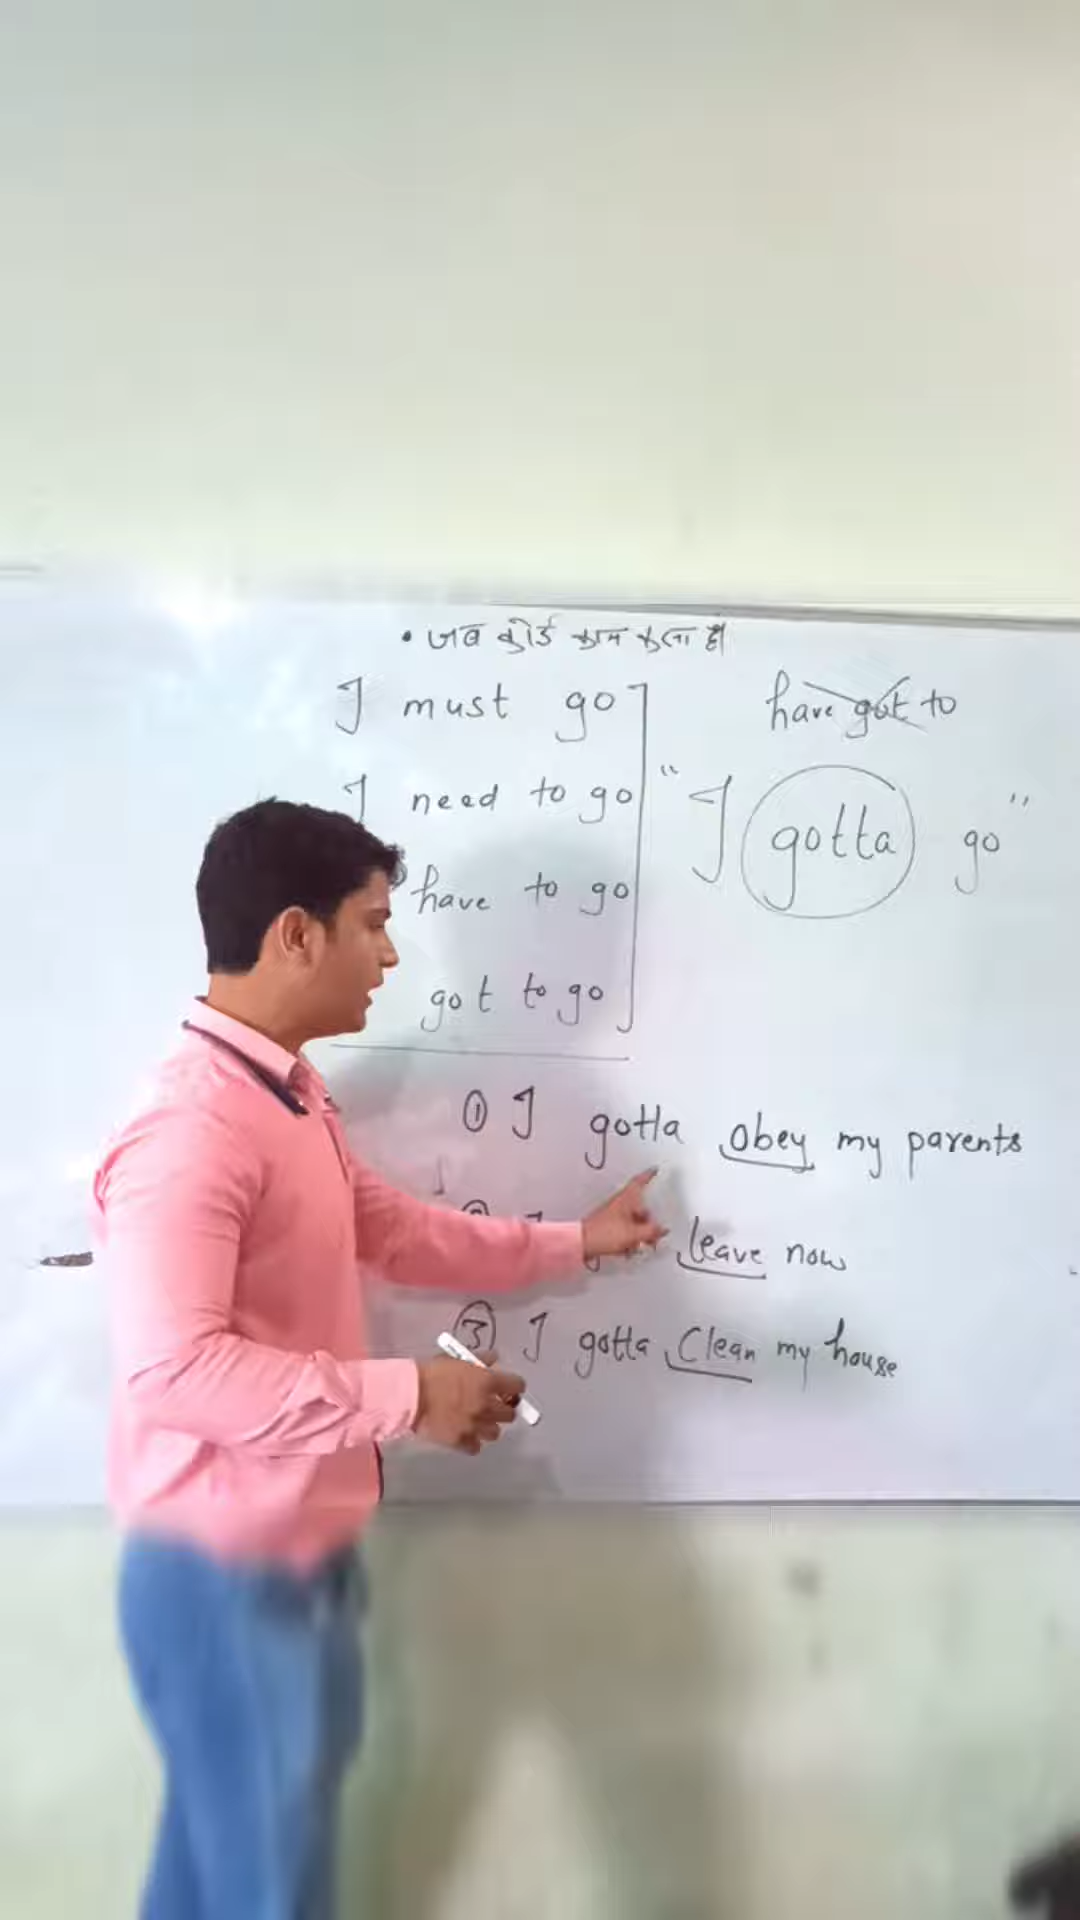 • जब कोई काम करना हो
I must go
have got to
I need to go
"I gotta go"
have to go
got to go
① I gotta obey my parents
leave now
③ I gotta Clean my house